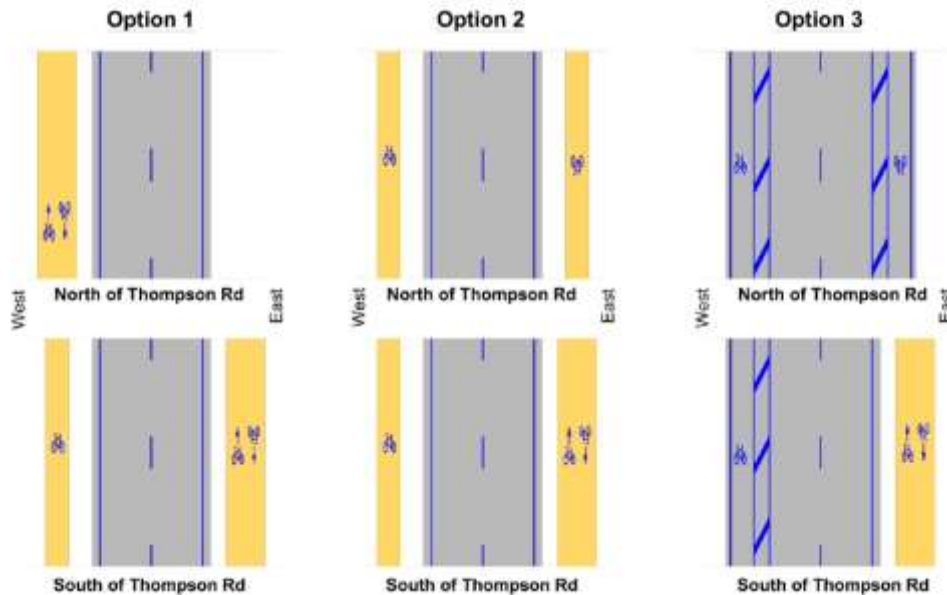 Option 1
Option 2
Option 3
North of Thompson Rd
North of Thompson Rd
North of Thompson Rd
West
East
West
East
West
East
South of Thompson Rd
South of Thompson Rd
South of Thompson Rd